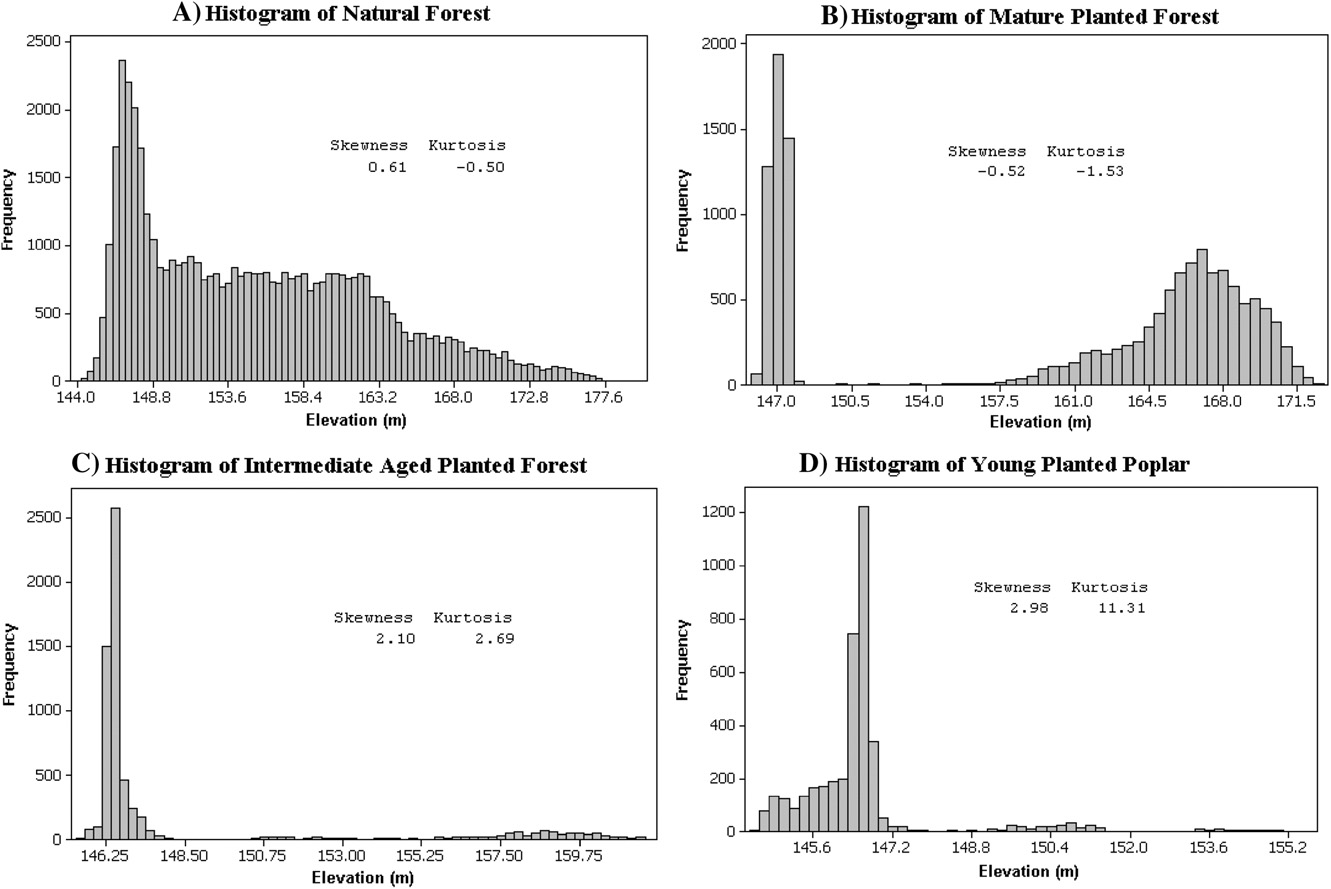 A) Histogram of Natural Forest
2500
2000
1500
1000
500
0
Frequency
Skewness Kurtosis
0.61 -0.50
144.0 148.8 153.6 158.4 163.2 168.0 172.8 177.6
Elevation (m)
B) Histogram of Mature Planted Forest
2000
1500
1000
500
0
Frequency
Skewness Kurtosis
-0.52 -1.53
147.0 150.5 154.0 157.5 161.0 164.5 168.0 171.5
Elevation (m)
C) Histogram of Intermediate Aged Planted Forest
2500
2000
1500
1000
500
0
Frequency
Skewness Kurtosis
2.10 2.69
146.25 148.50 150.75 153.00 155.25 157.50 159.75
Elevation (m)
D) Histogram of Young Planted Poplar
1200
1000
800
600
400
200
0
Frequency
Skewness Kurtosis
2.98 11.31
145.6 147.2 148.8 150.4 152.0 153.6 155.2
Elevation (m)